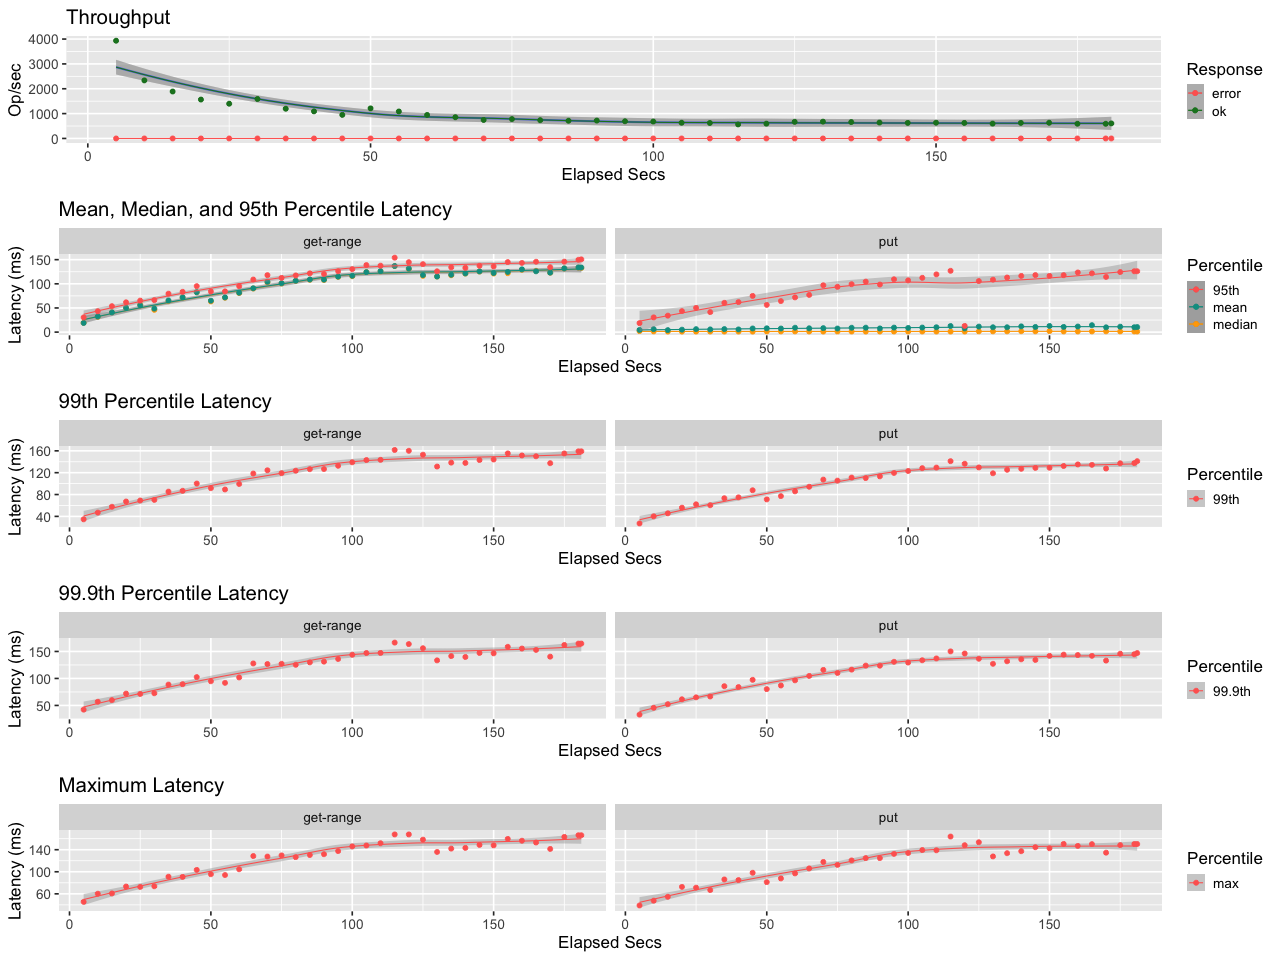 Throughput
4000
3000
2000
1000
0
Op/sec
0 50 100 150
Elapsed Secs
Response
error
ok
Mean, Median, and 95th Percentile Latency
get-range put
150
100
50
0
Latency (ms)
0 50 100 150 0 50 100 150
Elapsed Secs
Percentile
95th
mean
median
99th Percentile Latency
get-range put
160
120
80
40
Latency (ms)
0 50 100 150 0 50 100 150
Elapsed Secs
Percentile
99th
99.9th Percentile Latency
get-range put
150
100
50
Latency (ms)
0 50 100 150 0 50 100 150
Elapsed Secs
Percentile
99.9th
Maximum Latency
get-range put
140
100
60
Latency (ms)
0 50 100 150 0 50 100 150
Elapsed Secs
Percentile
max